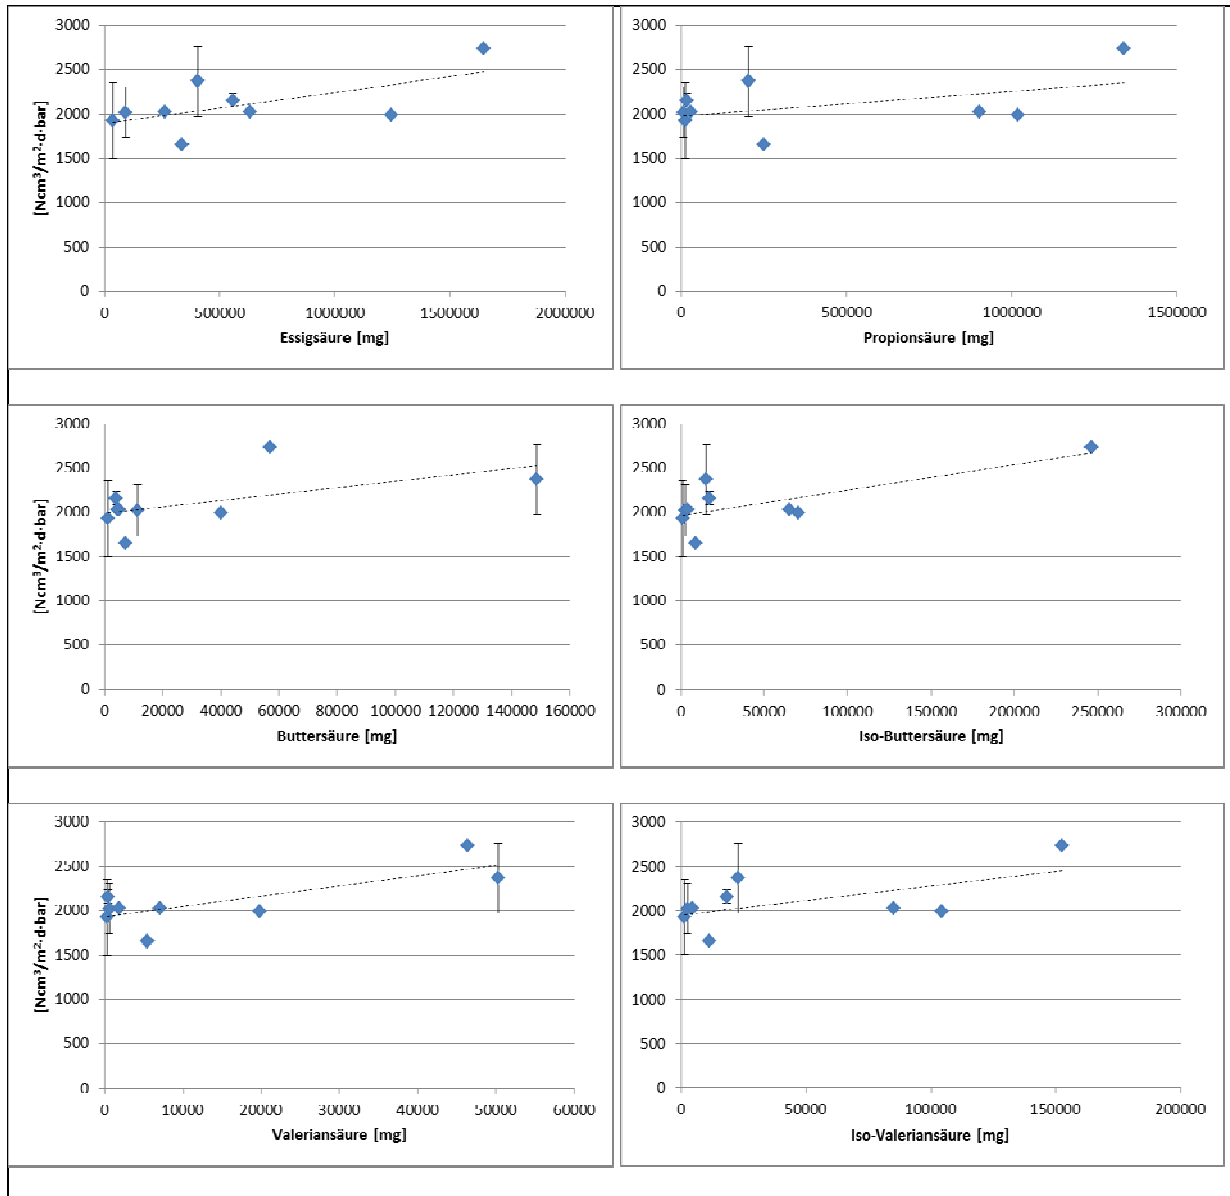 3000
2500
2000
1500
1000
500
0
[Ncm³/m²·d·bar]
0 500000 1000000 1500000 2000000
Essigsäure [mg]
3000
2500
2000
1500
1000
500
0
0 500000 1000000 1500000
Propionsäure [mg]
3000
2500
2000
1500
1000
500
0
[Ncm³/m²·d·bar]
0 20000 40000 60000 80000 100000 120000 140000 160000
Buttersäure [mg]
3000
2500
2000
1500
1000
500
0
0 50000 100000 150000 200000 250000 300000
Iso-Buttersäure [mg]
3000
2500
2000
1500
1000
500
0
[Ncm³/m²·d·bar]
0 10000 20000 30000 40000 50000 60000
Valeriansäure [mg]
3000
2500
2000
1500
1000
500
0
0 50000 100000 150000 200000
Iso-Valeriansäure [mg]